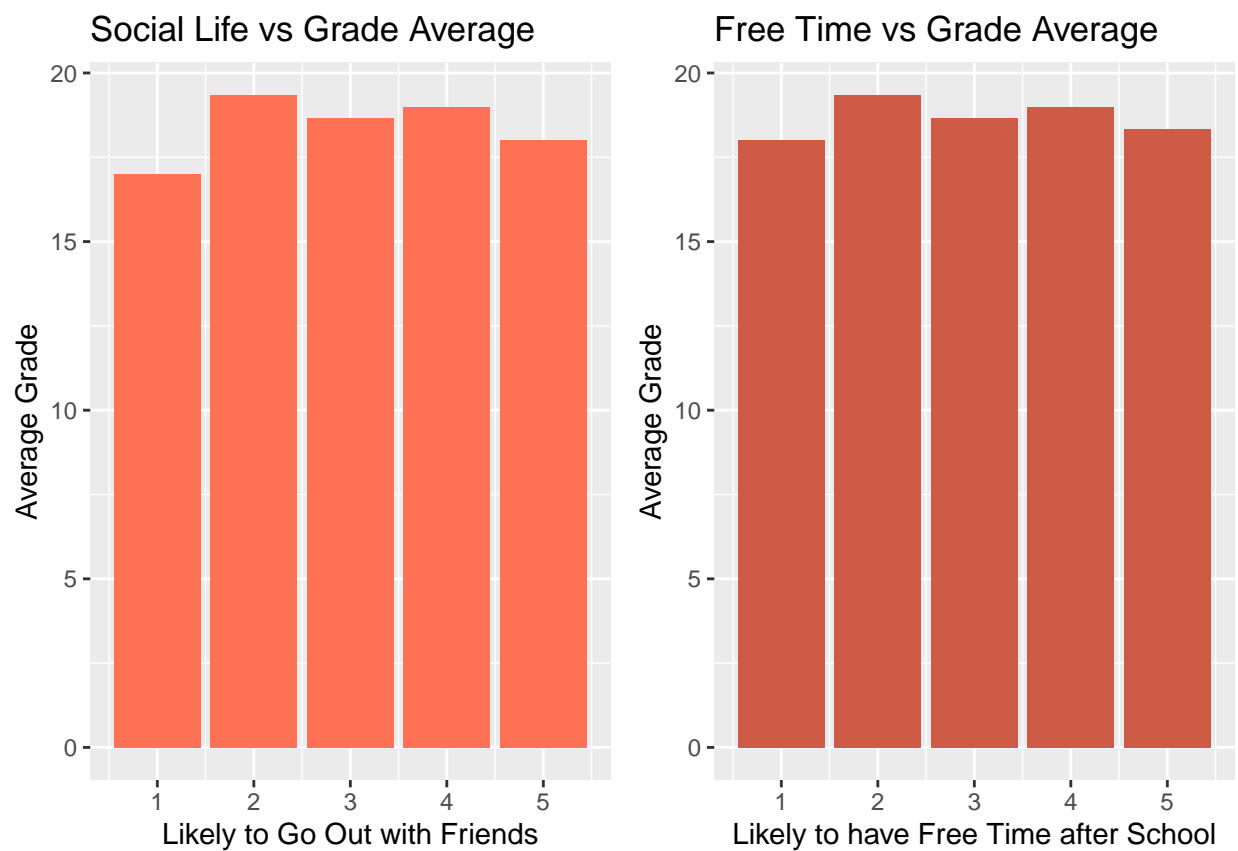 Social Life vs Grade Average
20
15
10
5
0
Average Grade
1 2 3 4 5
Likely to Go Out with Friends
Free Time vs Grade Average
20
15
10
5
0
Average Grade
1 2 3 4 5
Likely to have Free Time after School